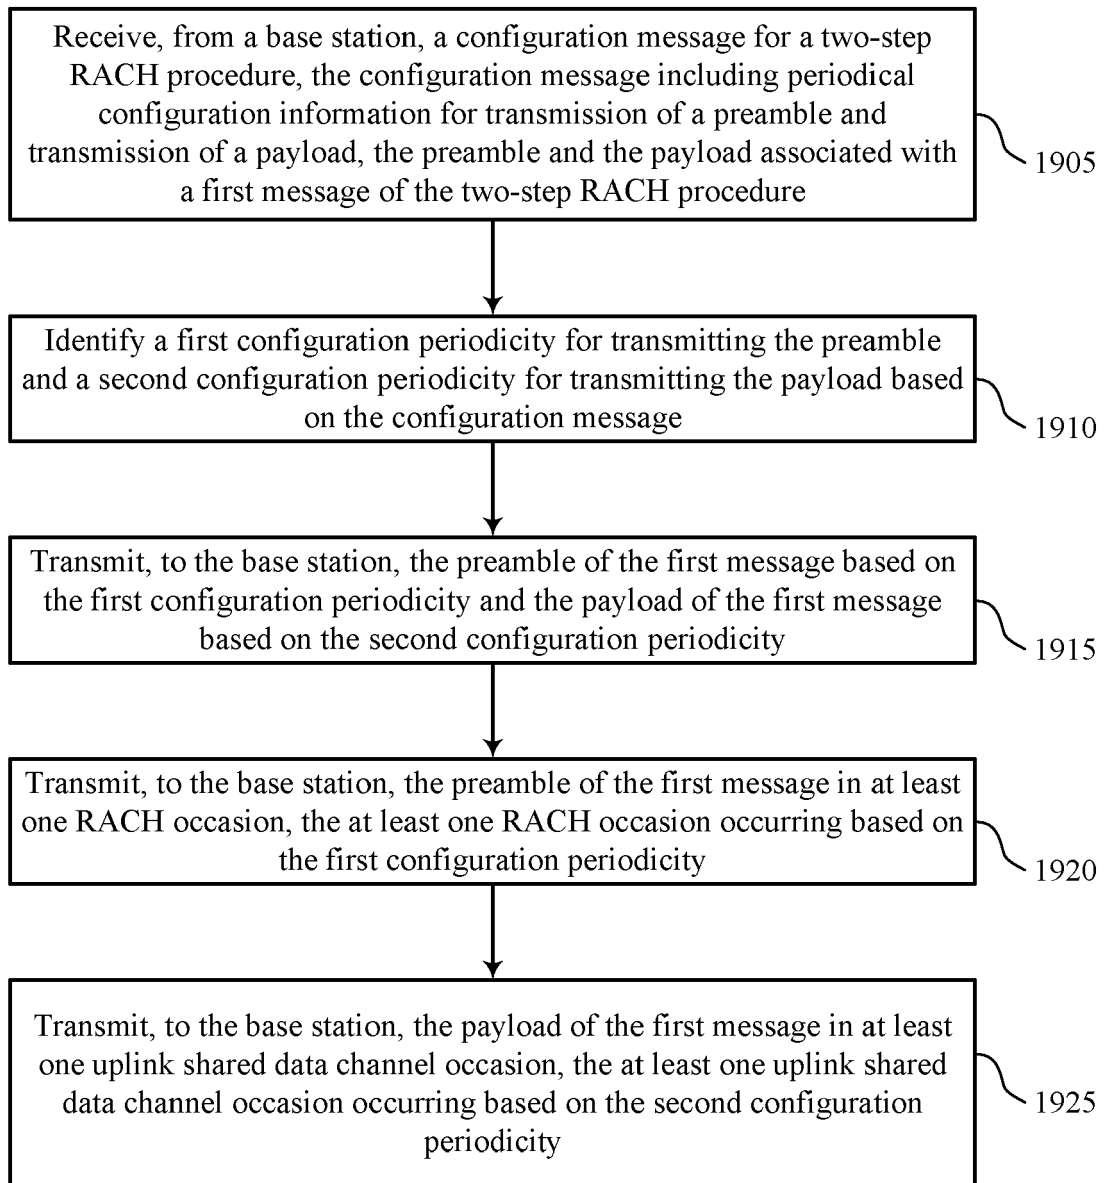 Receive, from a base station, a configuration message for a two-step
RACH procedure, the configuration message including periodical
configuration information for transmission of a preamble and
transmission of a payload, the preamble and the payload associated with
a first message of the two-step RACH procedure
1905
Identify a first configuration periodicity for transmitting the preamble
and a second configuration periodicity for transmitting the payload based
on the configuration message
1910
Transmit, to the base station, the preamble of the first message based on
the first configuration periodicity and the payload of the first message
based on the second configuration periodicity
1915
Transmit, to the base station, the preamble of the first message in at least
one RACH occasion, the at least one RACH occasion occurring based on
the first configuration periodicity
1920
Transmit, to the base station, the payload of the first message in at least
one uplink shared data channel occasion, the at least one uplink shared
data channel occasion occurring based on the second configuration
periodicity
1925